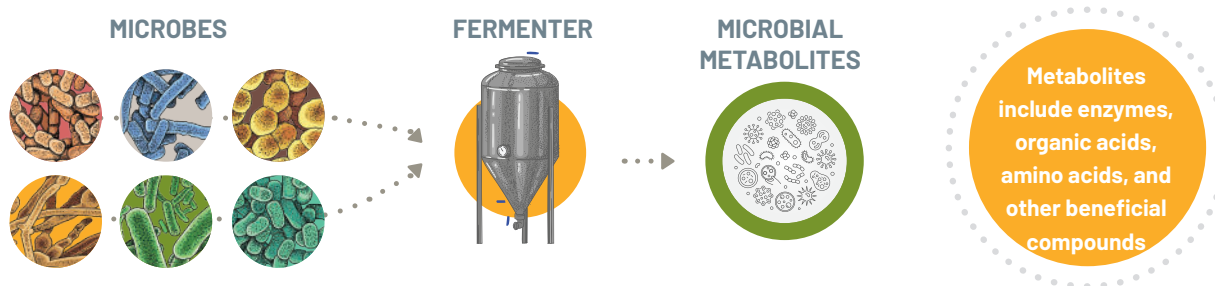 MICROBES
FERMENTER
MICROBIAL
METABOLITES
Metabolites
include enzymes,
organic acids,
amino acids, and
other beneficial
compounds